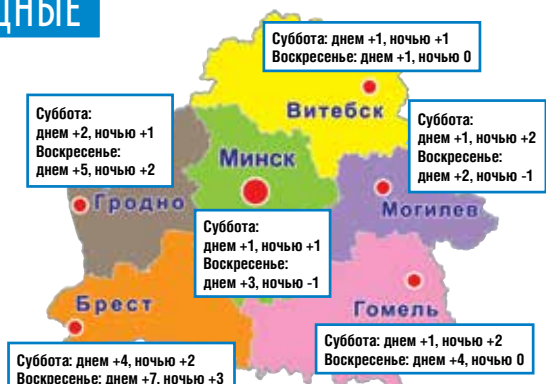 ДНЫЕ
Суббота: днем +1, ночью +1
Воскресенье: днем +1, ночью 0
Витебск
Суббота:
днем +2, ночью +1
Воскресенье:
днем +5, ночью +2
Суббота:
днем +1, ночью +2
Воскресенье:
днем +2, ночью -1
Минск
Гродно
Могилев
Суббота:
днем +1, ночью +1
Воскресенье:
днем +3, ночью -1
Брест
Гомель
Суббота: днем +4, ночью +2
Воскресенье: днем +7, ночью +3
Суббота: днем +1, ночью +2
Воскресенье: днем +4, ночью 0